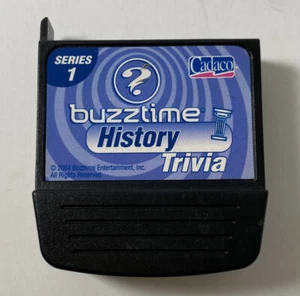 SERIES
1
?
Cadaco
buzztime
History
Trivia
© 2004 Buzztime Entertainment, Inc.
All Rights Reserved.